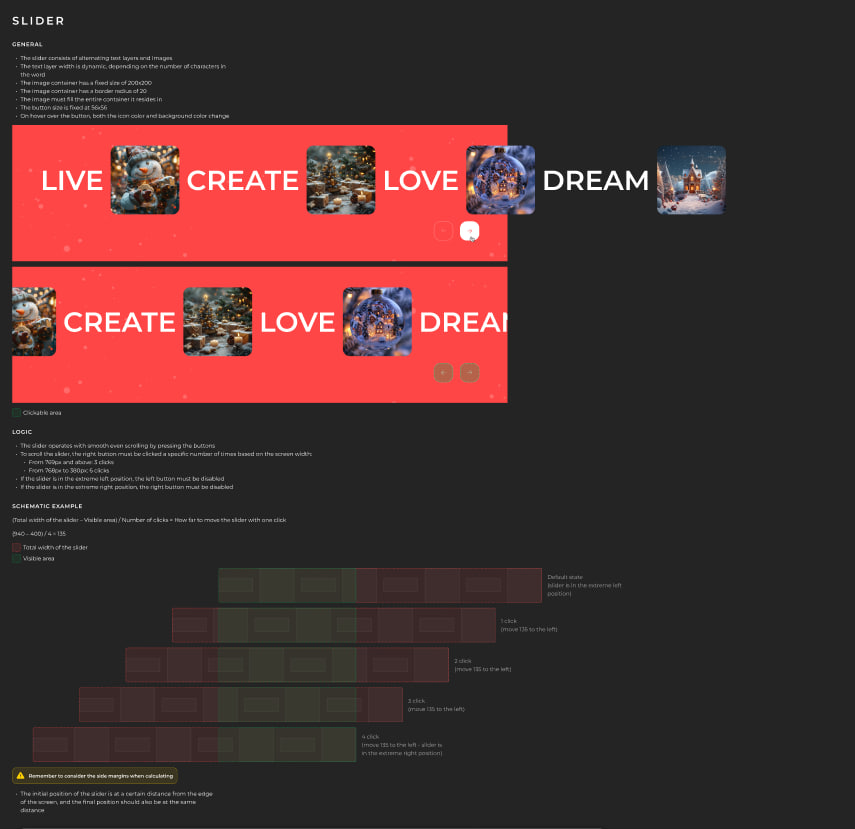 SLIDER
GENERAL
• The slider consists of alternating text layers and images
• The text layer width is dynamic, depending on the number of characters in
the word
• The image container has a fixed size of 200x200
• The image container has a border radius of 20
• The image must fill the entire container it resides in
• The button size is fixed at 56x56
• On hover over the button, both the icon color and background color change
LIVE CREATE LOVE DREAM
CREATE LOVE DREAM
Clickable area
LOGIC
• The slider operates with smooth even scrolling by pressing the buttons
• To scroll the slider, the right button must be clicked a specific number of times based on the screen width:
• From 769px and above: 3 clicks
• From 768px to 380px: 6 clicks
• If the slider is in the extreme left position, the left button must be disabled
• If the slider is in the extreme right position, the right button must be disabled
SCHEMATIC EXAMPLE
(Total width of the slider – Visible area) / Number of clicks = How far to move the slider with one click
(940 – 400) / 4 = 135
Total width of the slider
Visible area
Default state
(slider is in the extreme left
position)
1 click
(move 135 to the left)
2 click
(move 135 to the left)
3 click
(move 135 to the left)
4 click
(move 135 to the left - slider is
in the extreme right position)
Remember to consider the side margins when calculating
• The initial position of the slider is at a certain distance from the edge
of the screen, and the final position should also be at the same
distance